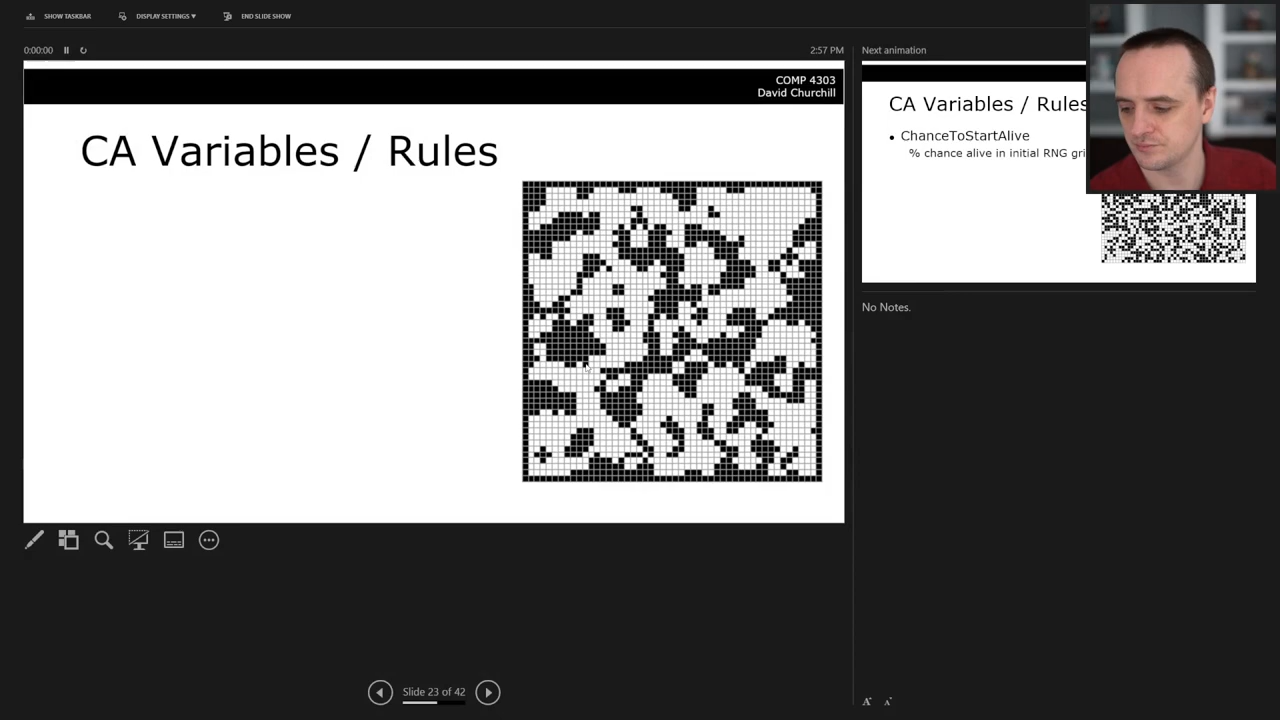 SHOW TASKBAR
DISPLAY SETTINGS ▾
END SLIDE SHOW
0:00:00
2:57 PM
COMP 4303
David Churchill
CA Variables / Rules
Slide 23 of 42
Next animation
CA Variables / Rules
• ChanceToStartAlive
% chance alive in initial RNG gri
No Notes.
A
A